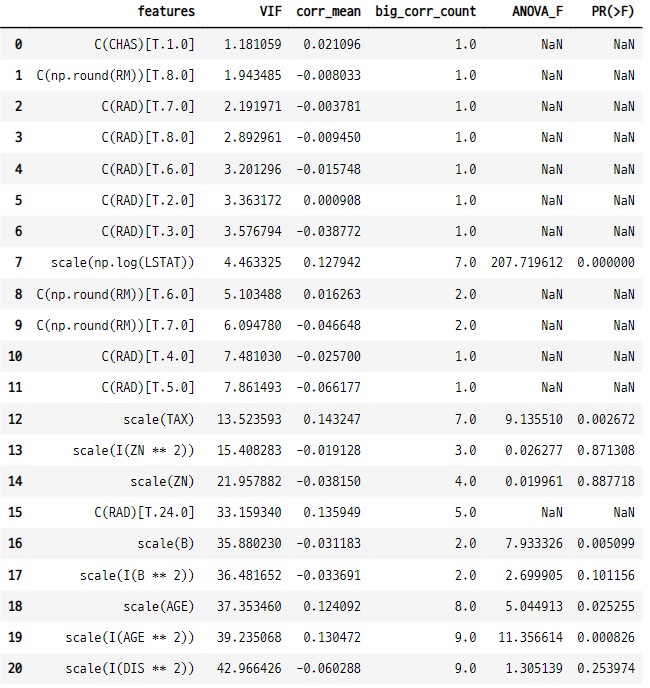 features VIF corr_mean big_corr_count ANOVA_F PR(>F)
0 C(CHAS)[T.1.0] 1.181059 0.021096 1.0 NaN NaN
1 C(np.round(RM))[T.8.0] 1.943485 -0.008033 1.0 NaN NaN
2 C(RAD)[T.7.0] 2.191971 -0.003781 1.0 NaN NaN
3 C(RAD)[T.8.0] 2.892961 -0.009450 1.0 NaN NaN
4 C(RAD)[T.6.0] 3.201296 -0.015748 1.0 NaN NaN
5 C(RAD)[T.2.0] 3.363172 0.000908 1.0 NaN NaN
6 C(RAD)[T.3.0] 3.576794 -0.038772 1.0 NaN NaN
7 scale(np.log(LSTAT)) 4.463325 0.127942 7.0 207.719612 0.000000
8 C(np.round(RM))[T.6.0] 5.103488 0.016263 2.0 NaN NaN
9 C(np.round(RM))[T.7.0] 6.094780 -0.046648 2.0 NaN NaN
10 C(RAD)[T.4.0] 7.481030 -0.025700 1.0 NaN NaN
11 C(RAD)[T.5.0] 7.861493 -0.066177 1.0 NaN NaN
12 scale(TAX) 13.523593 0.143247 7.0 9.135510 0.002672
13 scale(I(ZN ** 2)) 15.408283 -0.019128 3.0 0.026277 0.871308
14 scale(ZN) 21.957882 -0.038150 4.0 0.019961 0.887718
15 C(RAD)[T.24.0] 33.159340 0.135949 5.0 NaN NaN
16 scale(B) 35.880230 -0.031183 2.0 7.933326 0.005099
17 scale(I(B ** 2)) 36.481652 -0.033691 2.0 2.699905 0.101156
18 scale(AGE) 37.353460 0.124092 8.0 5.044913 0.025255
19 scale(I(AGE ** 2)) 39.235068 0.130472 9.0 11.356614 0.000826
20 scale(I(DIS ** 2)) 42.966426 -0.060288 9.0 1.305139 0.253974